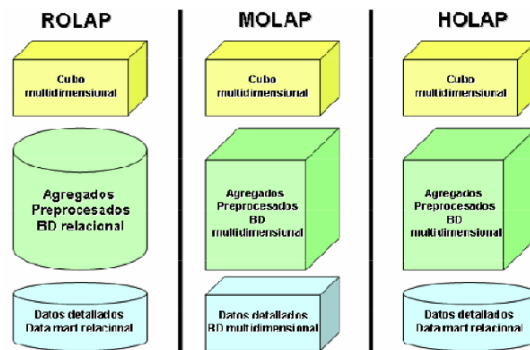 ROLAP
MOLAP
HOLAP
Cubo
multidimensional
Cubo
multidimensional
Cubo
multidimensional
Agregados
Preprocesados
BD relacional
Agregados
Preprocesados
BD
multidimensional
Agregados
Preprocesados
BD
multidimensional
Datos detallados
Data mart relacional
Datos detallados
BD multidimensional
Datos detallados
Data mart relacional